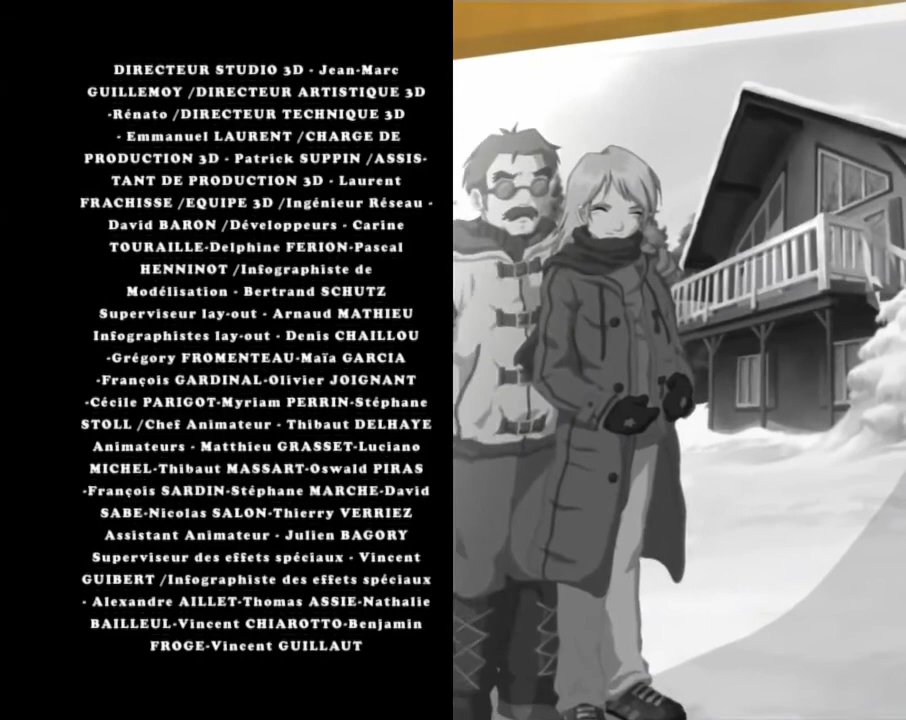 DIRECTEUR STUDIO 3D - Jean-Marc
GUILLEMOY /DIRECTEUR ARTISTIQUE 3D
-Rénato /DIRECTEUR TECHNIQUE 3D
- Emmanuel LAURENT /CHARGE DE
PRODUCTION 3D - Patrick SUPPIN /ASSIS-
TANT DE PRODUCTION 3D - Laurent
FRACHISSE /EQUIPE 3D /Ingénieur Réseau -
David BARON /Développeurs - Carine
TOURAILLE-Delphine FERION-Pascal
HENNINOT /Infographiste de
Modélisation - Bertrand SCHUTZ
Superviseur lay-out - Arnaud MATHIEU
Infographistes lay-out - Denis CHAILLOU
-Grégory FROMENTEAU-Maïa GARCIA
-François GARDINAL-Olivier JOIGNANT
-Cécile PARIGOT-Myriam PERRIN-Stéphane
STOLL /Chef Animateur - Thibaut DELHAYE
Animateurs - Matthieu GRASSET-Luciano
MICHEL-Thibaut MASSART-Oswald PIRAS
-François SARDIN-Stéphane MARCHE-David
SABE-Nicolas SALON-Thierry VERRIEZ
Assistant Animateur - Julien BAGORY
Superviseur des effets spéciaux - Vincent
GUIBERT /Infographiste des effets spéciaux
- Alexandre AILLET-Thomas ASSIE-Nathalie
BAILLEUL-Vincent CHIAROTTO-Benjamin
FROGE-Vincent GUILLAUT